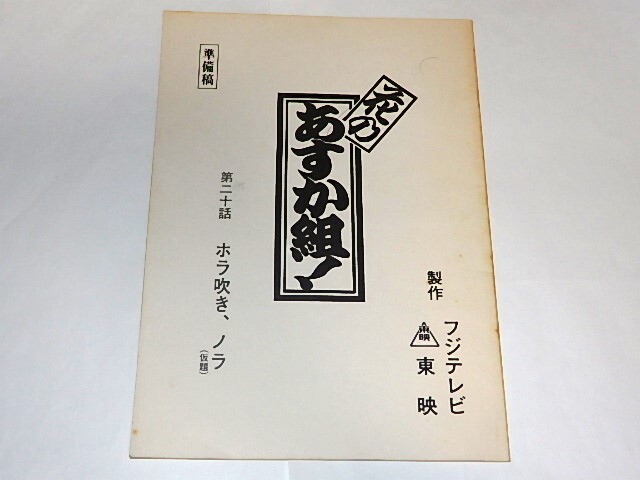 準備稿
花の
あすか組!
第二十話 ホラ吹き、ノラ
(仮題)
製作
フジテレビ
東映
東映